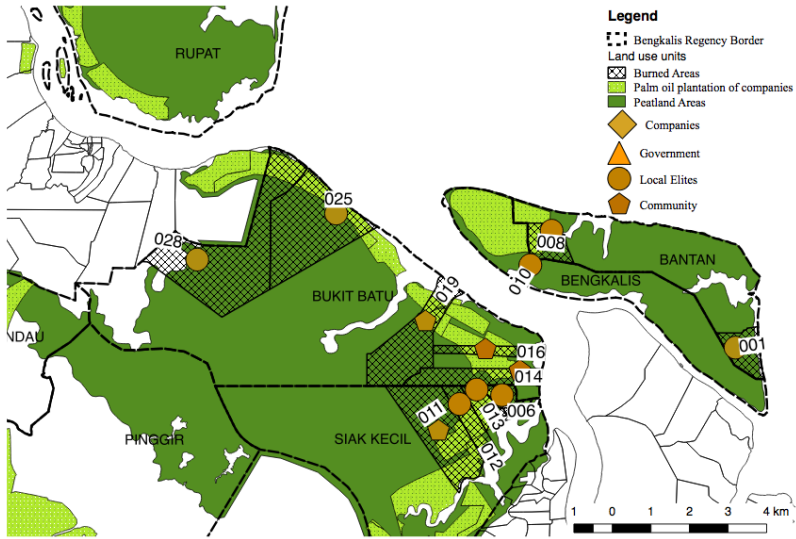 RUPAT
Legend
Bengkalis Regency Border
Land use units
Burned Areas
Palm oil plantation of companies
Peatland Areas
Companies
Government
Local Elites
Community
025
028
008
BANTAN
010
BENGKALIS
019
BUKIT BATU
NDAU
016
001
014
006
011
013
PINGGIR
SIAK KECIL
012
1 0 1 2 3 4 km